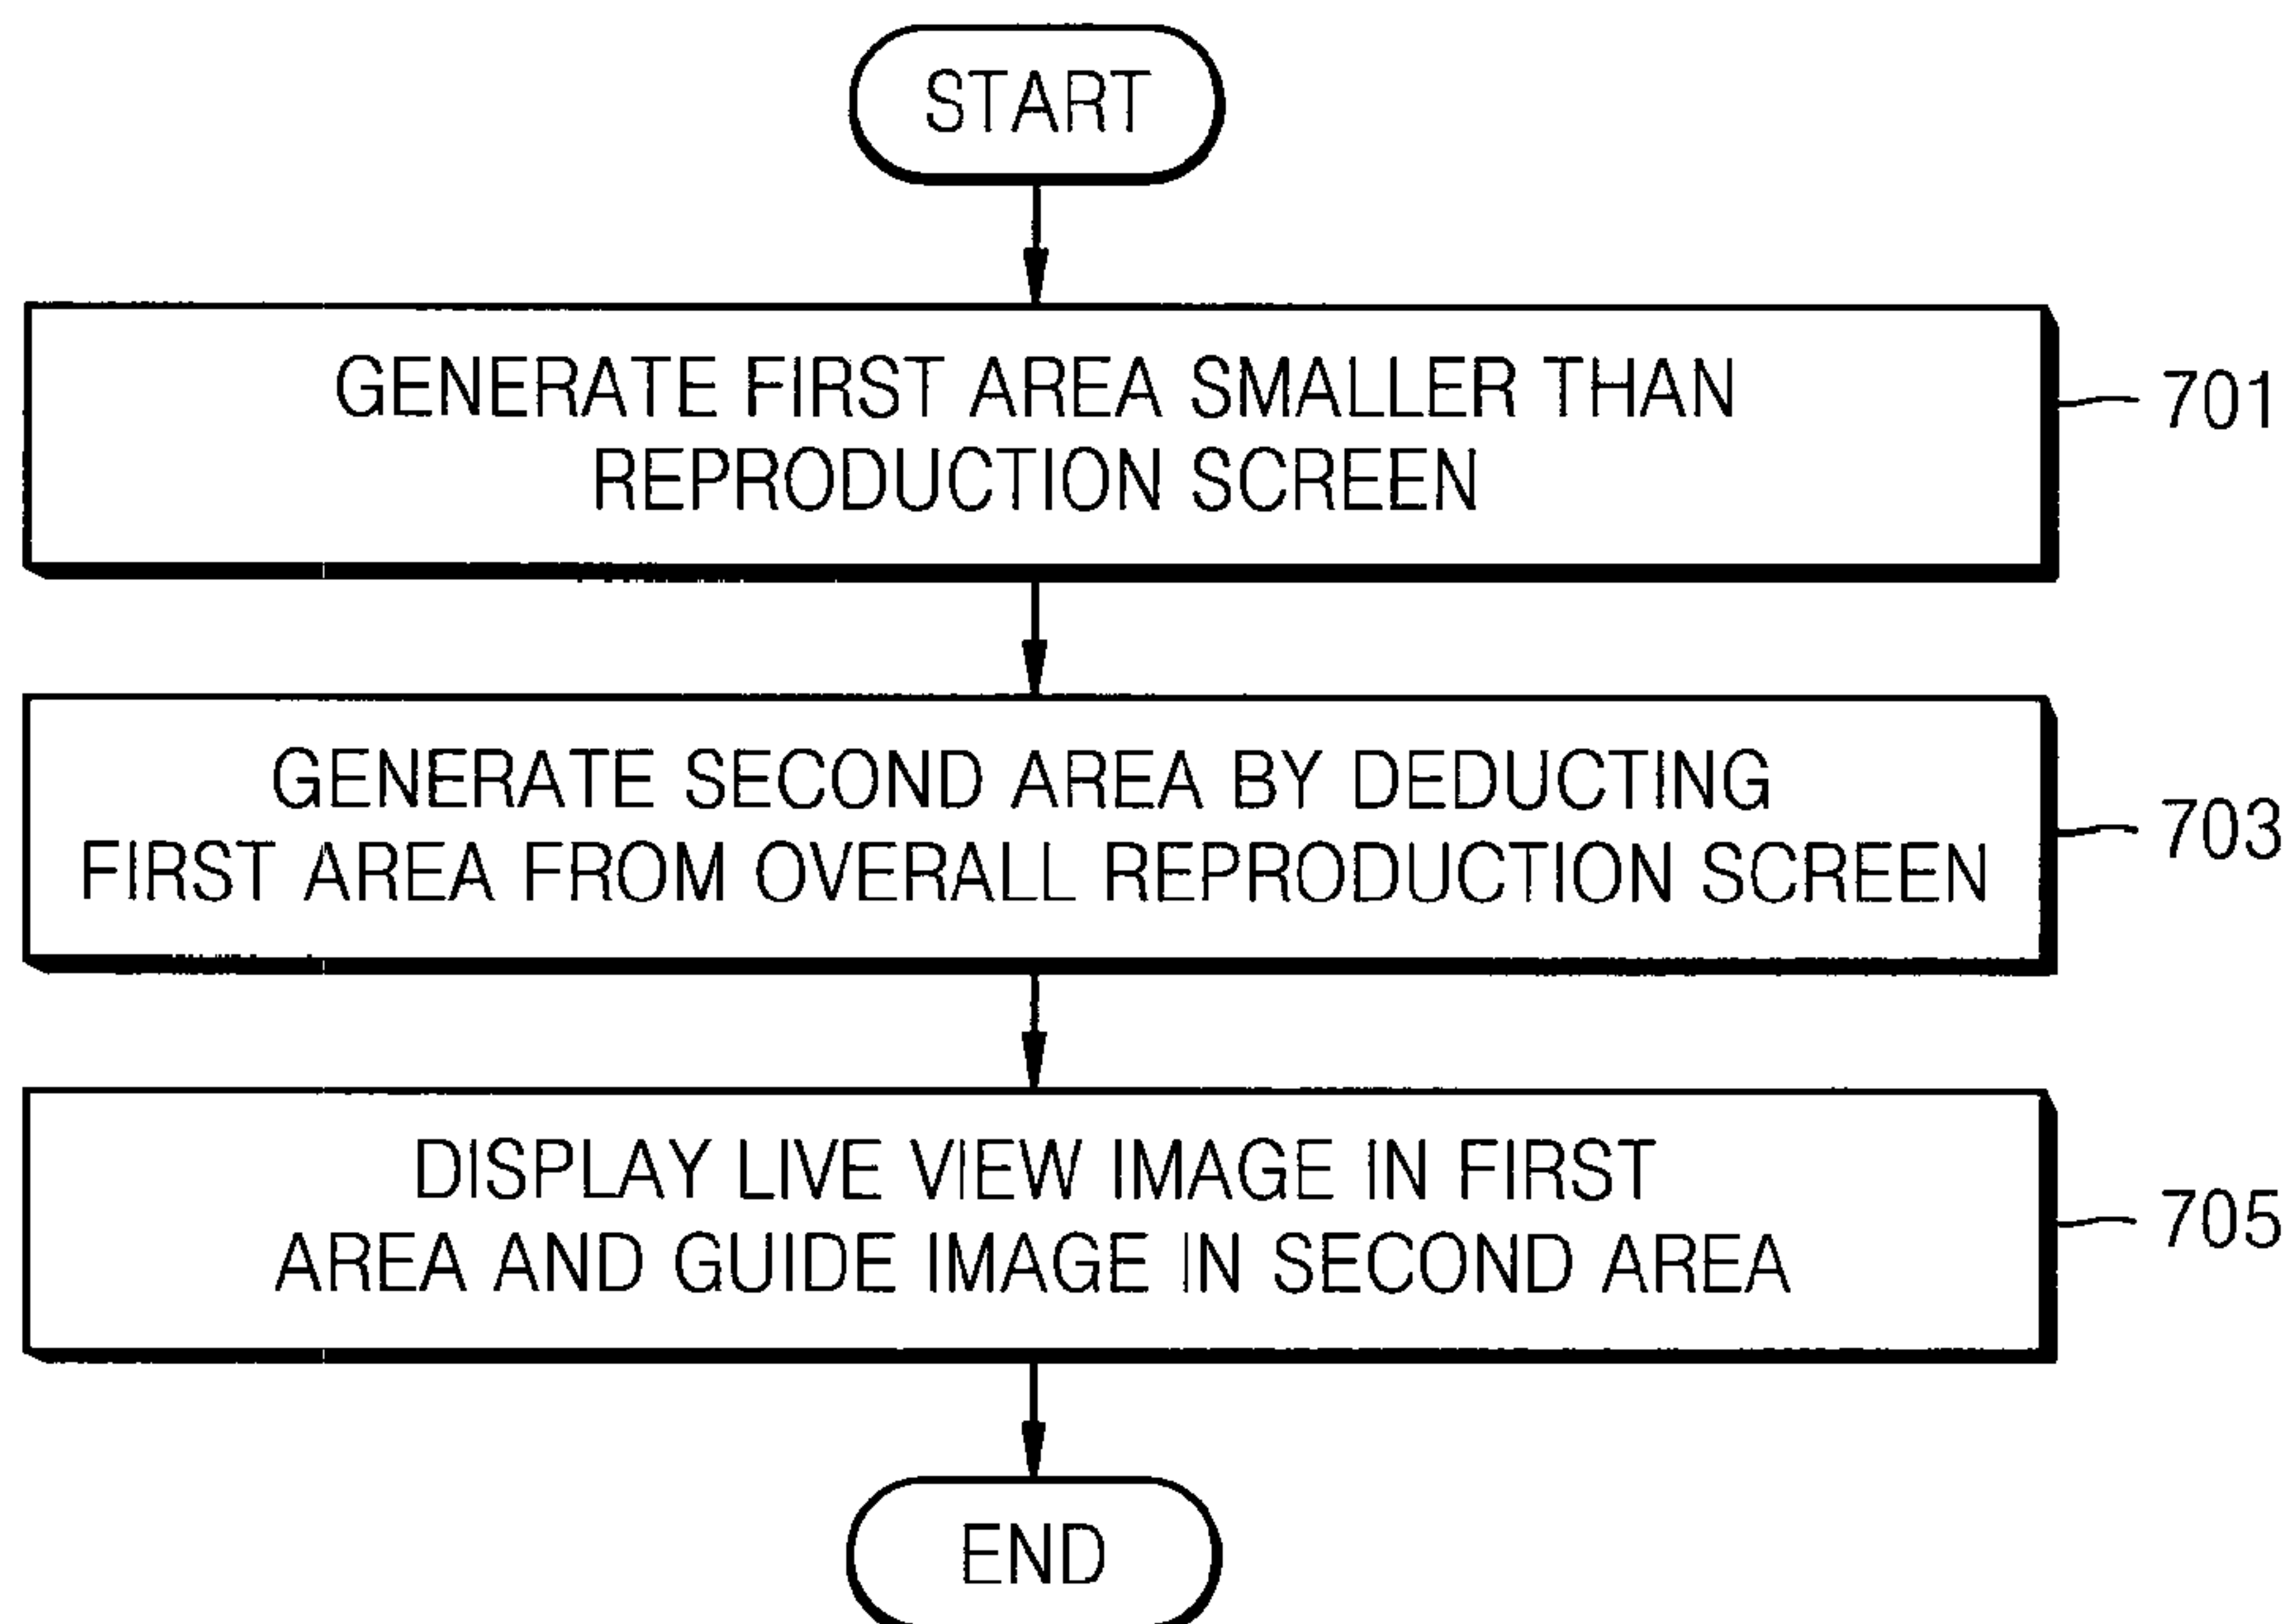 START
GENERATE FIRST AREA SMALLER THAN
REPRODUCTION SCREEN
701
GENERATE SECOND AREA BY DEDUCTING
FIRST AREA FROM OVERALL REPRODUCTION SCREEN
703
DISPLAY LIVE VIEW IMAGE IN FIRST
AREA AND GUIDE IMAGE IN SECOND AREA
705
END